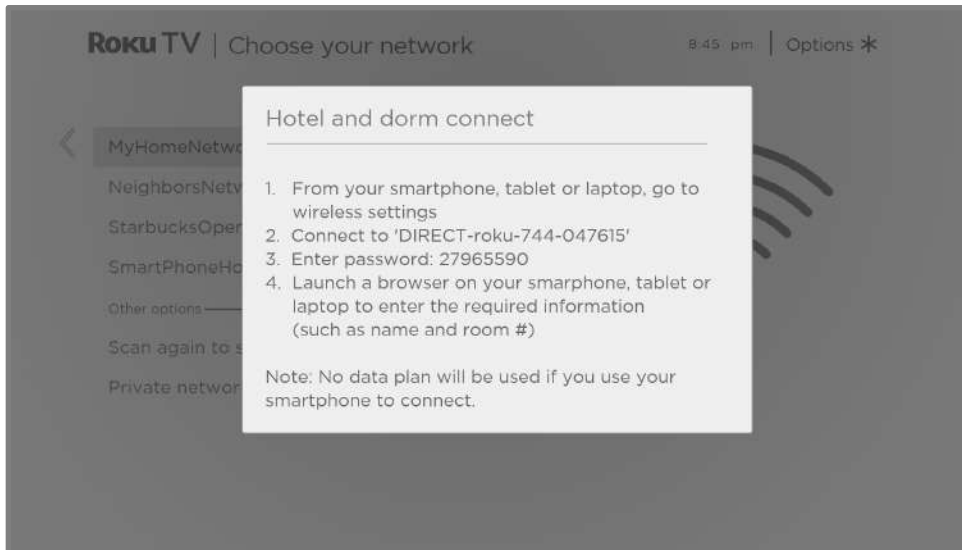 Roku TV | Choose your network
8:45 pm | Options
Hotel and dorm connect
MyHomeNetwo
NeighborsNetw
1. From your smartphone, tablet or laptop, go to
wireless settings
StarbucksOper
2. Connect to 'DIRECT-roku-744-047615'
3. Enter password: 27965590
SmartPhoneHo
4. Launch a browser on your smarphone, tablet or
laptop to enter the required information
(such as name and room #)
Other options
Scan again to s
Private networ
Note: No data plan will be used if you use your
smartphone to connect.